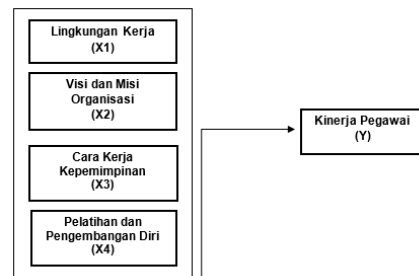 Lingkungan Kerja
(X1)
Visi dan Misi
Organisasi
(X2)
Kinerja Pegawai
(Y)
Cara Kerja
Kepemimpinan
(X3)
Pelatihan dan
Pengembangan Diri
(X4)